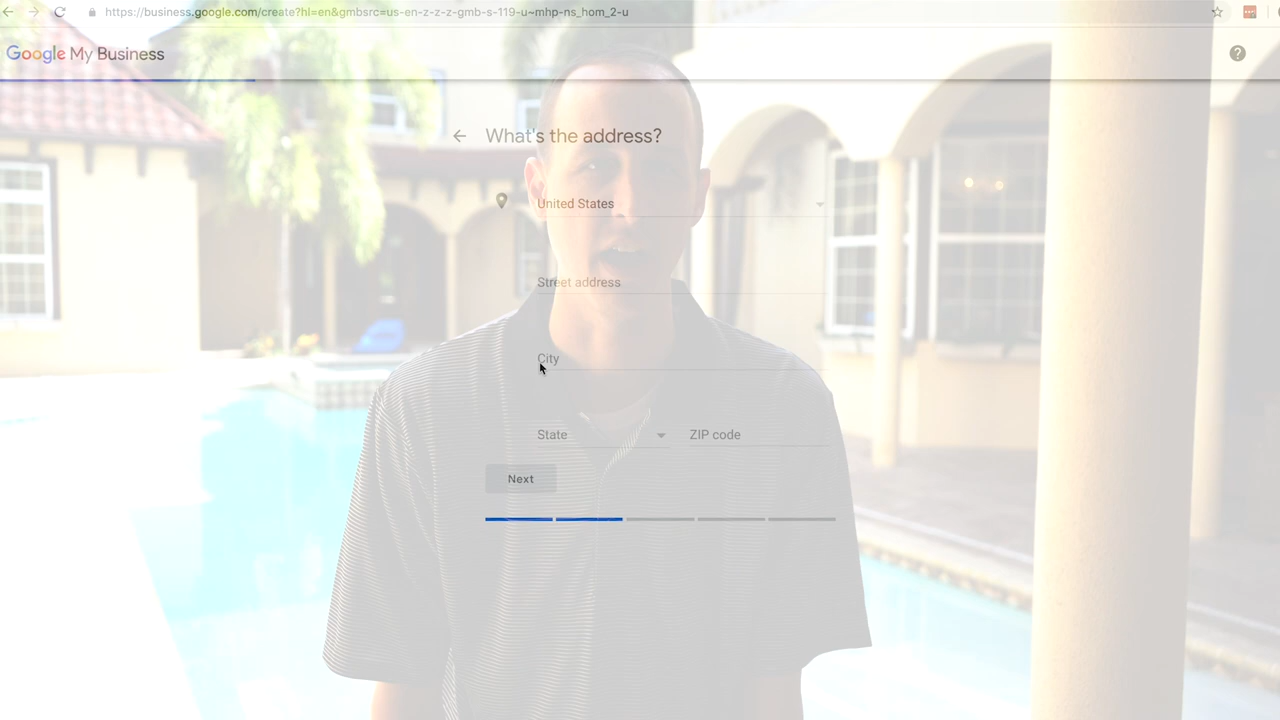 https://business.google.com/create?hl=en&gmbsrc=us-en-z-z-z-gmb-s-119-u~mhp-ns_hom_2-u
Google My Business
?
What's the address?
United States
Street address
City
State ZIP code
Next